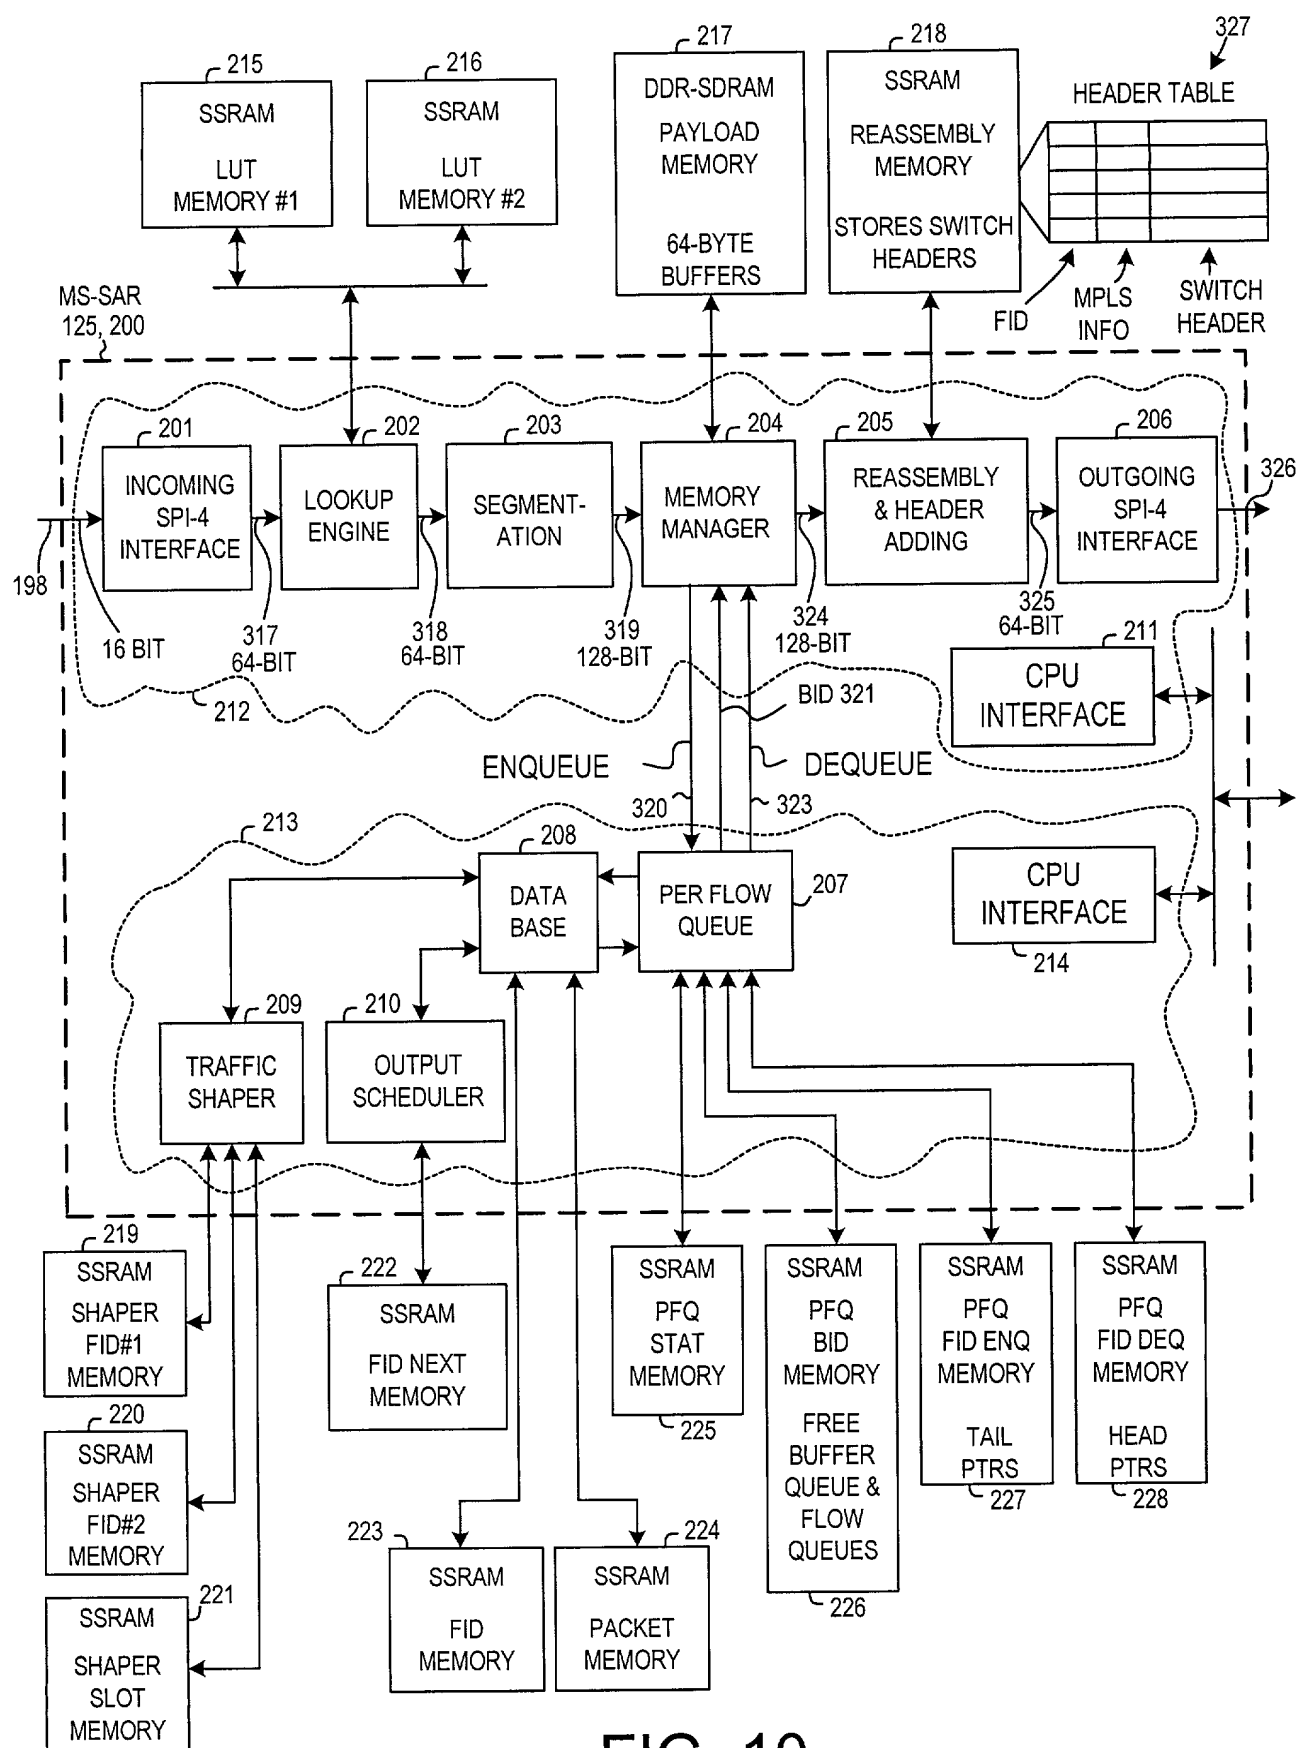 327
217
218
215
216
HEADER TABLE
SSRAM
LUT
MEMORY #1
SSRAM
LUT
MEMORY #2
DDR-SDRAM
PAYLOAD
MEMORY
64-BYTE
BUFFERS
SSRAM
REASSEMBLY
MEMORY
STORES SWITCH
HEADERS
FID
MPLS
INFO
SWITCH
HEADER
MS-SAR
125, 200
201
202
203
204
205
206
INCOMING
SPI-4
INTERFACE
LOOKUP
ENGINE
SEGMENT-
ATION
MEMORY
MANAGER
REASSEMBLY
& HEADER
ADDING
OUTGOING
SPI-4
INTERFACE
326
198
16 BIT
317
64-BIT
318
64-BIT
319
128-BIT
324
128-BIT
325
64-BIT
211
CPU
INTERFACE
212
BID 321
ENQUEUE
DEQUEUE
320
323
213
208
DATA
BASE
PER FLOW
QUEUE
207
CPU
INTERFACE
214
209
TRAFFIC
SHAPER
210
OUTPUT
SCHEDULER
219
SSRAM
SHAPER
FID#1
MEMORY
220
SSRAM
SHAPER
FID#2
MEMORY
221
SSRAM
SHAPER
SLOT
MEMORY
222
SSRAM
FID NEXT
MEMORY
223
SSRAM
FID
MEMORY
224
SSRAM
PACKET
MEMORY
SSRAM
PFQ
STAT
MEMORY
225
SSRAM
PFQ
BID
MEMORY
FREE
BUFFER
QUEUE &
FLOW
QUEUES
226
SSRAM
PFQ
FID ENQ
MEMORY
TAIL
PTRS
227
SSRAM
PFQ
FID DEQ
MEMORY
HEAD
PTRS
228
FIG. 10